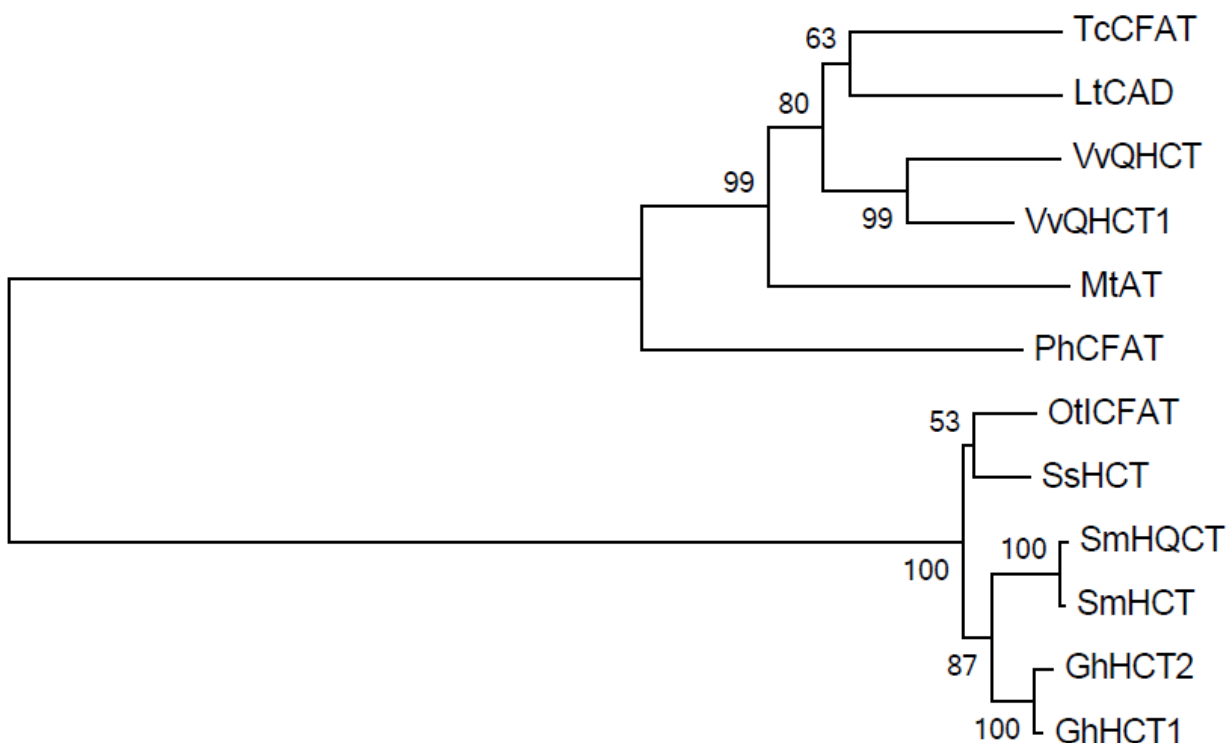 TcCFAT
63
LtCAD
80
VvQHCT
99
VvQHCT1
99
MtAT
PhCFAT
OtlCFAT
53
SsHCT
SmHQCT
100
SmHCT
100
GhHCT2
87
GhHCT1
100